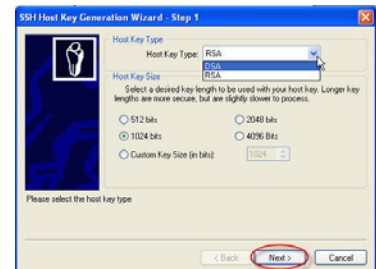 SSH Host Key Generation Wizard - Step 1
Host Key Type
Host Key Type: RSA
DSA
RSA
Host Key Size
Select a desired key length to be used with your host key. Longer key
lengths are more secure, but are slightly slower to process.
512 bits
2048 bits
1024 bits
4096 Bits
Custom Key Size (in bits):
1024
Please select the host key type
< Back
Next >
Cancel